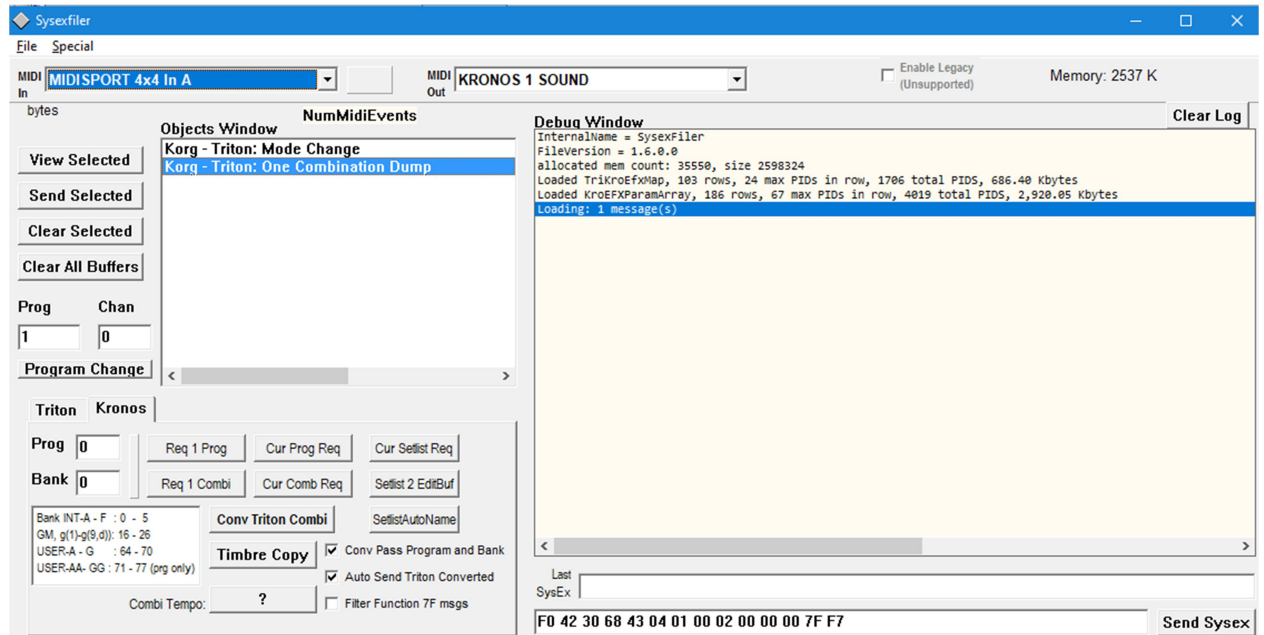 Sysexfiler
File Special
MIDI In MIDISPORT 4x4 In A
MIDI Out KRONOS 1 SOUND
Enable Legacy
(Unsupported)
Memory: 2537 K
bytes
NumMidiEvents
Objects Window
Korg - Triton: Mode Change
Korg - Triton: One Combination Dump
View Selected
Send Selected
Clear Selected
Clear All Buffers
Prog Chan
1 0
Program Change
Debug Window
Clear Log
InternalName = SysexFiler
FileVersion = 1.6.0.0
allocated mem count: 35550, size 2598324
Loaded TriKroEfxMap, 103 rows, 24 max PIDs in row, 1706 total PIDS, 686.40 Kbytes
Loaded KroEFXParamArray, 186 rows, 67 max PIDs in row, 4019 total PIDS, 2,920.05 Kbytes
Loading: 1 message(s)
Triton Kronos
Prog 0
Req 1 Prog Cur Prog Req Cur Setlist Req
Bank 0
Req 1 Combi Cur Comb Req Setlist 2 EditBuf
Bank INT-A - F : 0 - 5
GM, g(1)-g(9,d)): 16 - 26
USER-A - G : 64 - 70
USER-AA- GG : 71 - 77 (prg only)
Conv Triton Combi SetlistAutoName
Timbre Copy
Conv Pass Program and Bank
Auto Send Triton Converted
Combi Tempo: ?
Filter Function 7F msgs
Last
SysEx
F0 42 30 68 43 04 01 00 02 00 00 00 7F F7
Send Sysex